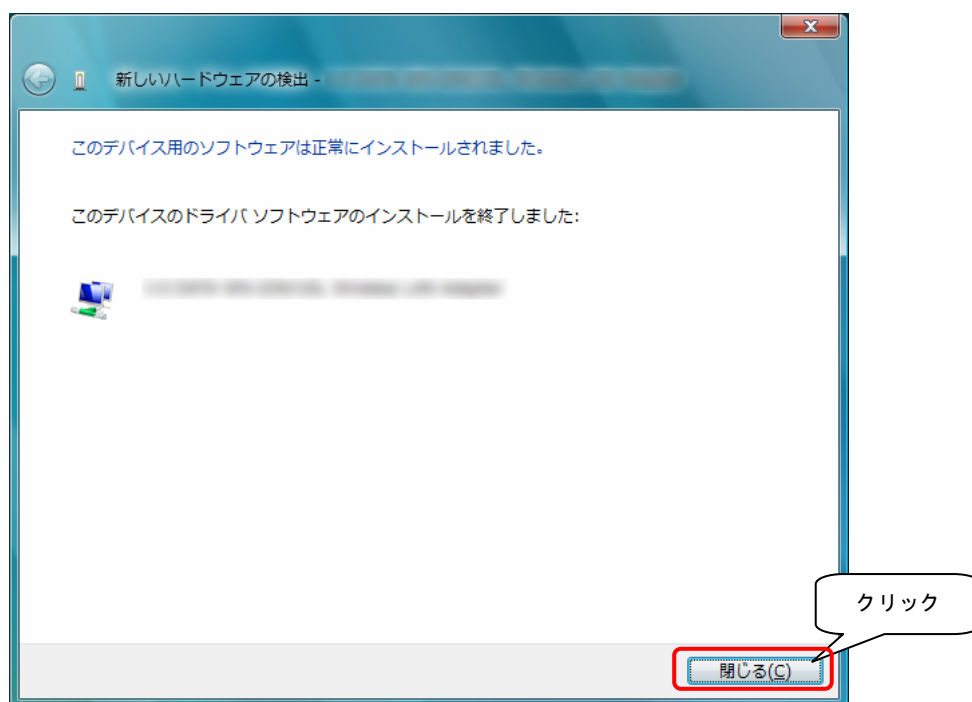 新しいハードウェアの検出 -
このデバイス用のソフトウェアは正常にインストールされました。
このデバイスのドライバ ソフトウェアのインストールを終了しました:
クリック
閉じる(C)